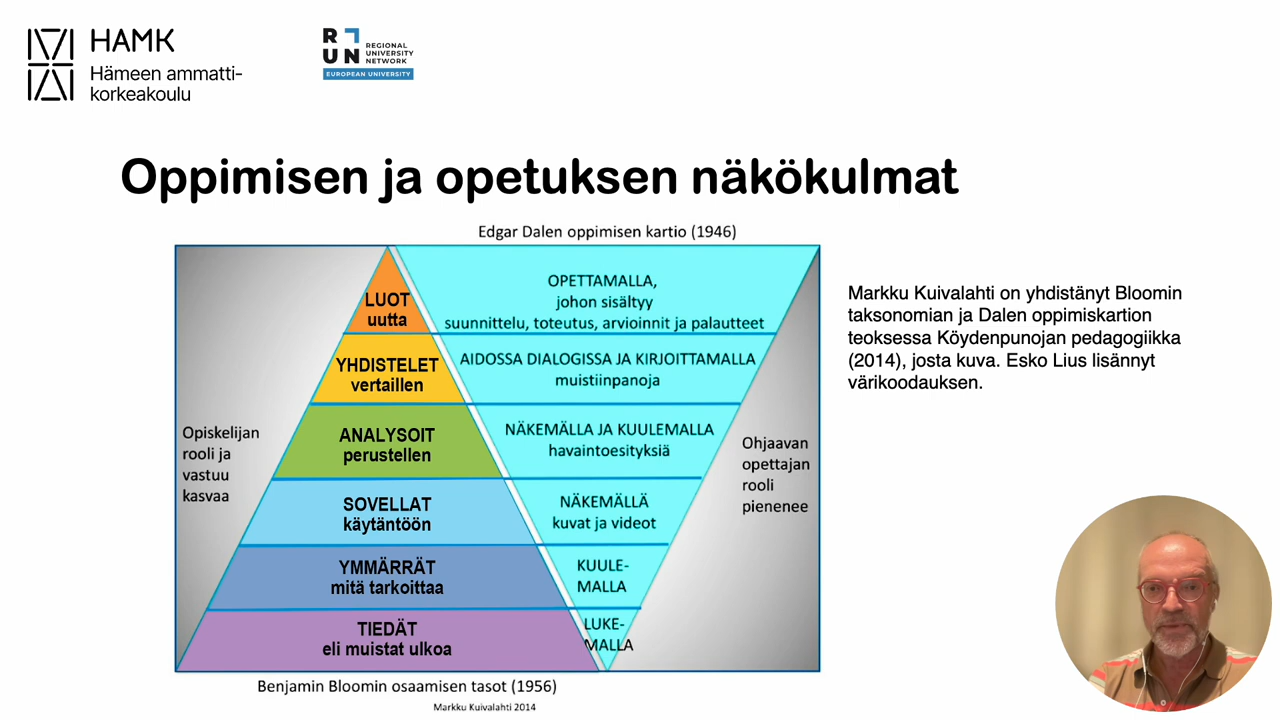 HAMK
Hämeen ammatti-
korkeakoulu
RUN
REGIONAL
UNIVERSITY
NETWORK
EUROPEAN UNIVERSITY
Oppimisen ja opetuksen näkökulmat
Edgar Dalen oppimisen kartio (1946)
LUOT
uutta
OPETTAMALLA,
johon sisältyy
suunnittelu, toteutus, arvioinnit ja palautteet
YHDISTELET
vertaillen
AIDOSSA DIALOGISSA JA KIRJOITTAMALLA
muistiinpanoja
ANALYSOIT
perustellen
NÄKEMÄLLÄ JA KUULEMALLA
havaintoesityksiä
SOVELLAT
käytäntöön
NÄKEMÄLLÄ
kuvat ja videot
YMMÄRRÄT
mitä tarkoittaa
KUULE-
MALLA
TIEDÄT
eli muistat ulkoa
LUKE-
MALLA
Opiskelijan
rooli ja
vastuu
kasvaa
Ohjaavan
opettajan
rooli
pienenee
Benjamin Bloomin osaamisen tasot (1956)
Markku Kuivalahti 2014
Markku Kuivalahti on yhdistänyt Bloomin
taksonomian ja Dalen oppimiskartion
teoksessa Köydenpunojan pedagogiikka
(2014), josta kuva. Esko Lius lisännyt
värikoodauksen.